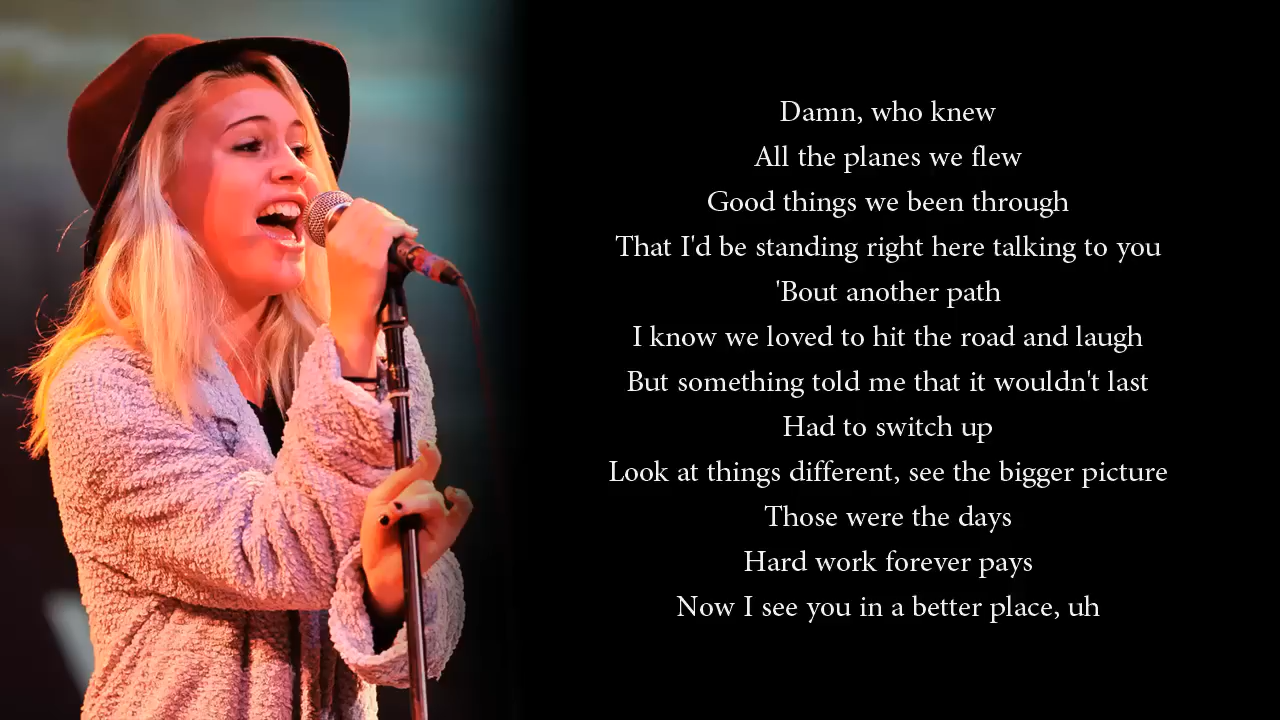 Damn, who knew
All the planes we flew
Good things we been through
That I'd be standing right here talking to you
'Bout another path
I know we loved to hit the road and laugh
But something told me that it wouldn't last
Had to switch up
Look at things different, see the bigger picture
Those were the days
Hard work forever pays
Now I see you in a better place, uh